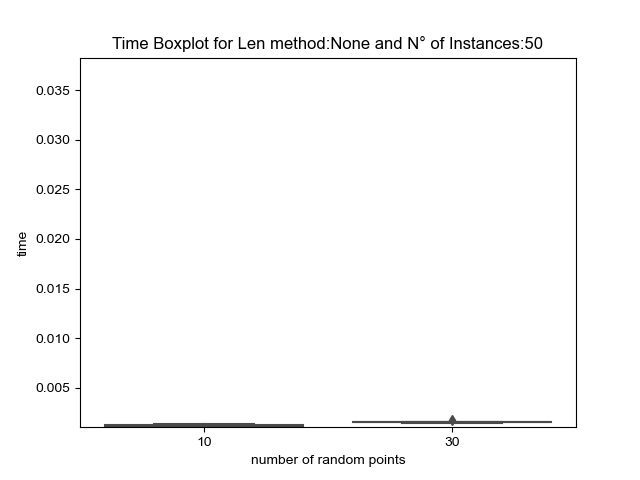 Time Boxplot for Len method:None and N° of Instances:50
0.035
0.030
0.025
0.020
0.015
0.010
0.005
time
10 30
number of random points